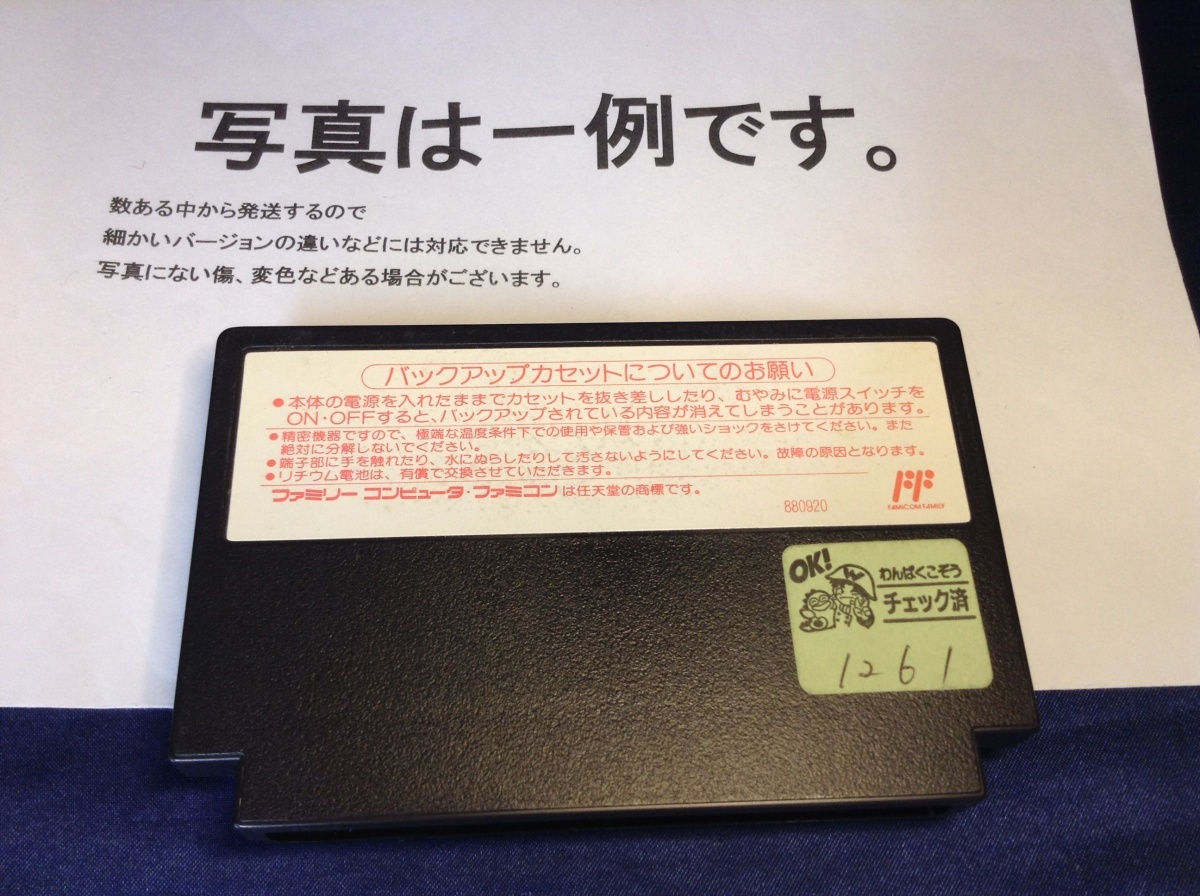 写真は一例です。
数ある中から発送するので
細かいバージョンの違いなどには対応できません。
写真にない傷、変色などある場合がございます。
バックアップカセットについてのお願い
●本体の電源を入れたままでカセットを抜き差ししたり、むやみに電源スイッチを
ON・OFFすると、バックアップされている内容が消えてしまうことがあります。
●精密機器ですので、極端な温度条件下での使用や保管および強いショックをさけてください。また
絶対に分解しないでください。
●端子部に手を触れたり、水にぬらしたりして汚さないようにしてください。故障の原因となります。
●リチウム電池は、有償で交換させていただきます。
ファミリー コンピュータ・ファミコンは任天堂の商標です。
880920
FF
FAMICOM FAMILY
OK!
W
わんぱくこぞう
チェック済
1261